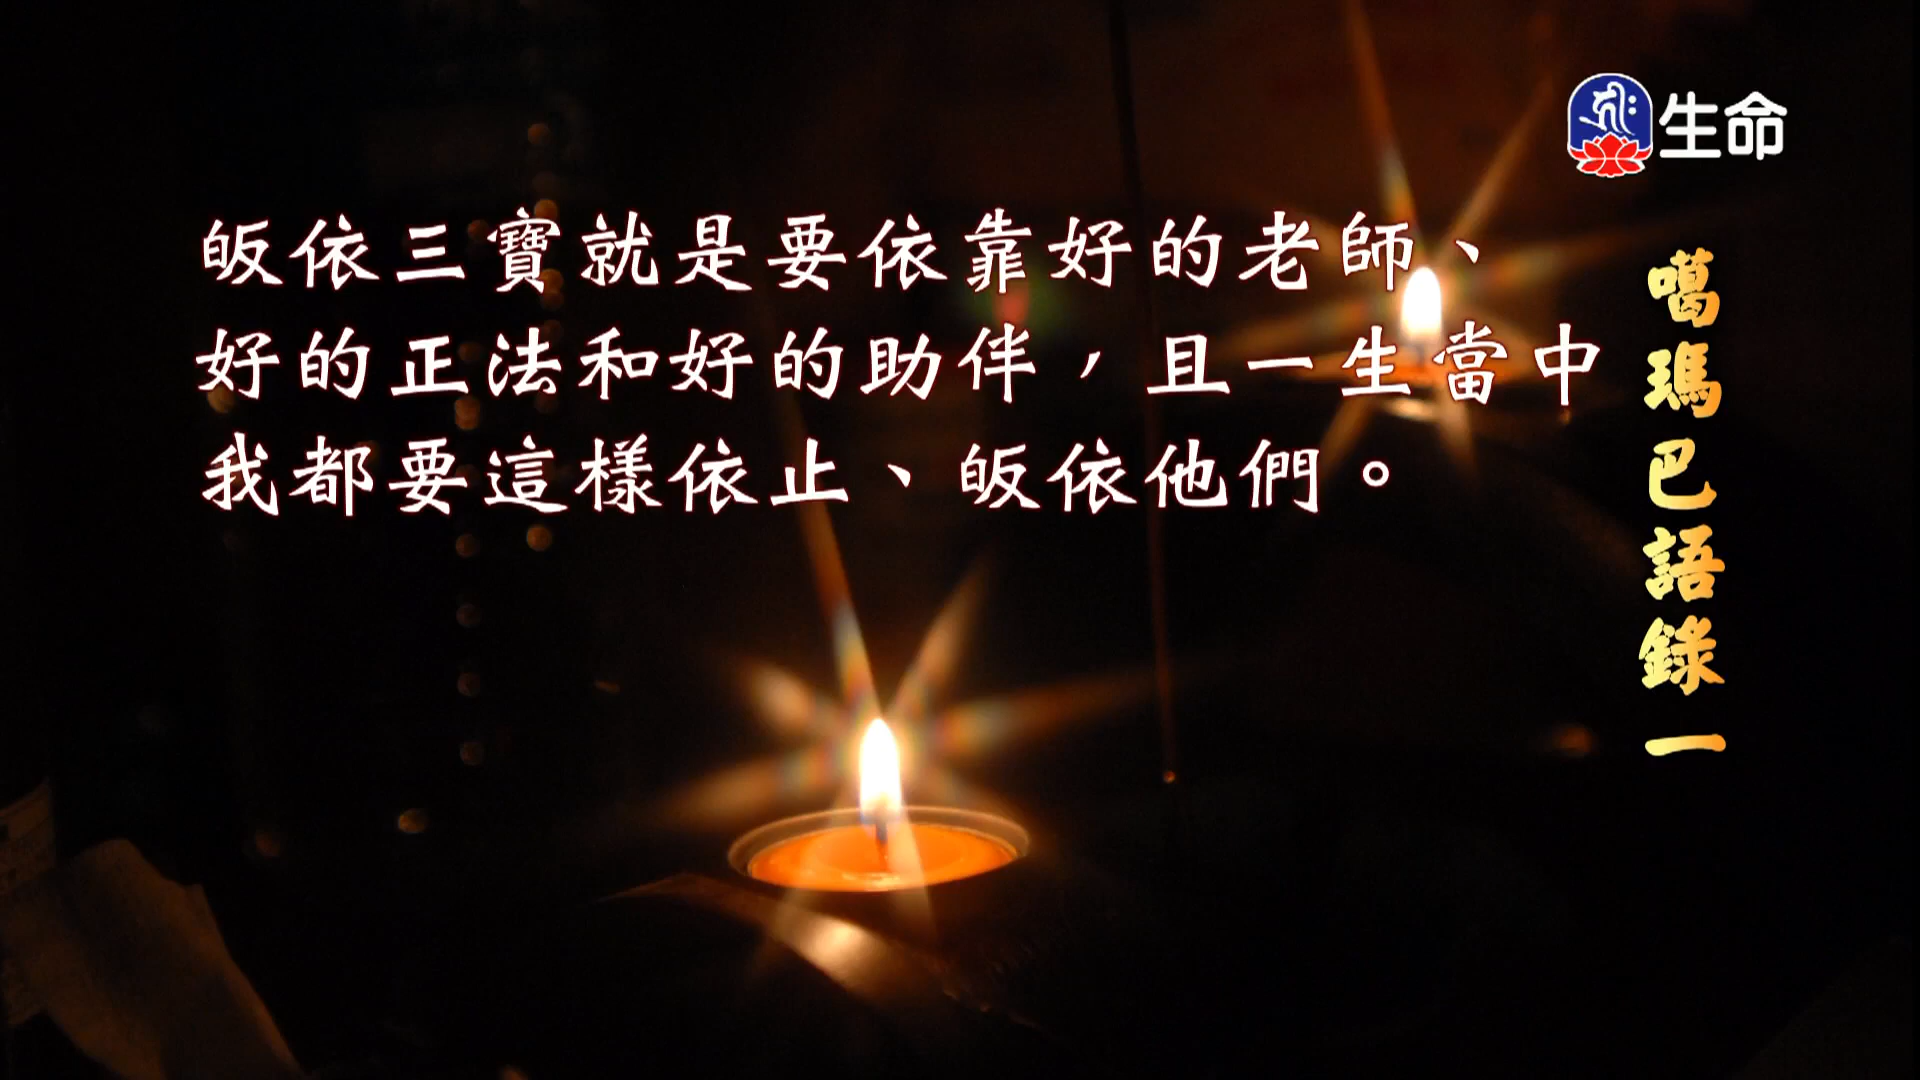 生命
皈依三寶就是要依靠好的老師、
好的正法和好的助伴，且一生當中
我都要這樣依止、皈依他們。
噶瑪巴語錄一